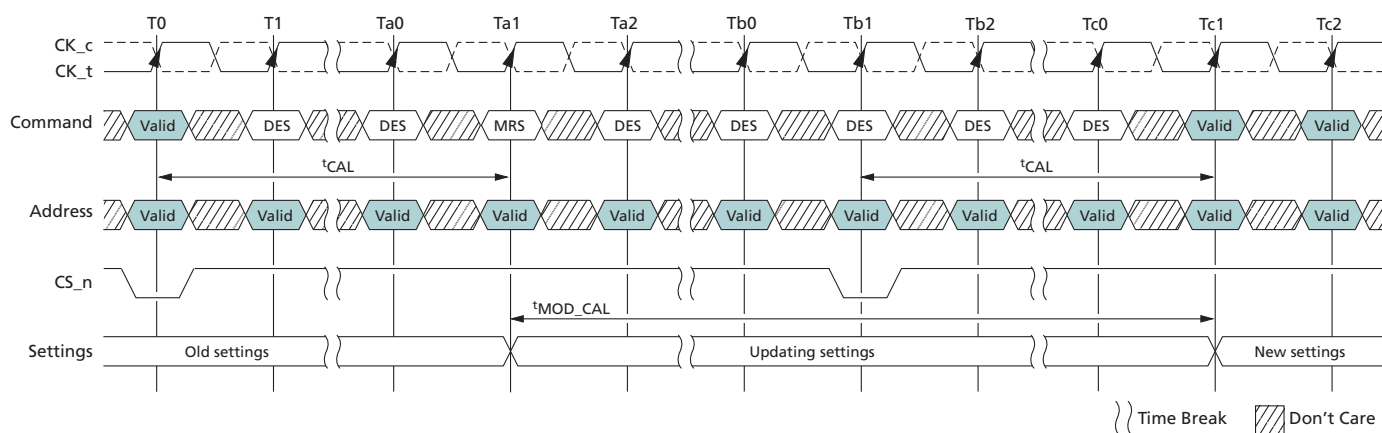 T0 T1 Ta0 Ta1 Ta2 Tb0 Tb1 Tb2 Tc0 Tc1 Tc2
CK_c
CK_t
Command Valid DES DES MRS DES DES DES DES DES Valid Valid
tCAL tCAL
Address Valid Valid Valid Valid Valid Valid Valid Valid Valid Valid Valid
CS_n
tMOD_CAL
Settings Old settings Updating settings New settings
Time Break Don't Care